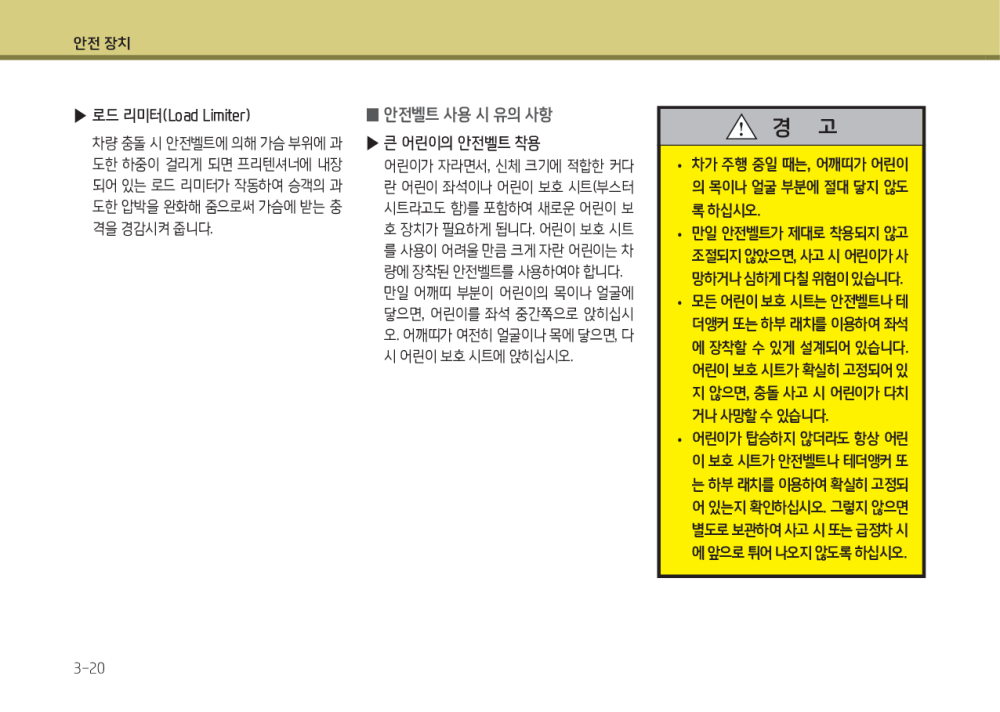 안전 장치
▶ 로드 리미터(Load Limiter)
차량 충돌 시 안전벨트에 의해 가슴 부위에 과
도한 하중이 걸리게 되면 프리텐셔너에 내장
되어 있는 로드 리미터가 작동하여 승객의 과
도한 압박을 완화해 줌으로써 가슴에 받는 충
격을 경감시켜 줍니다.
■ 안전벨트 사용 시 유의 사항
▶ 큰 어린이의 안전벨트 착용
어린이가 자라면서, 신체 크기에 적합한 커다
란 어린이 좌석이나 어린이 보호 시트(부스터
시트라고도 함)를 포함하여 새로운 어린이 보
호 장치가 필요하게 됩니다. 어린이 보호 시트
를 사용이 어려울 만큼 크게 자란 어린이는 차
량에 장착된 안전벨트를 사용하여야 합니다.
만일 어깨띠 부분이 어린이의 목이나 얼굴에
닿으면, 어린이를 좌석 중간쪽으로 앉히십시
오. 어깨띠가 여전히 얼굴이나 목에 닿으면, 다
시 어린이 보호 시트에 앉히십시오.
경 고
• 차가 주행 중일 때는, 어깨띠가 어린이
의 목이나 얼굴 부분에 절대 닿지 않도
록 하십시오.
• 만일 안전벨트가 제대로 착용되지 않고
조절되지 않았으면, 사고 시 어린이가 사
망하거나 심하게 다칠 위험이 있습니다.
• 모든 어린이 보호 시트는 안전벨트나 테
더앵커 또는 하부 래치를 이용하여 좌석
에 장착할 수 있게 설계되어 있습니다.
어린이 보호 시트가 확실히 고정되어 있
지 않으면, 충돌 사고 시 어린이가 다치
거나 사망할 수 있습니다.
• 어린이가 탑승하지 않더라도 항상 어린
이 보호 시트가 안전벨트나 테더앵커 또
는 하부 래치를 이용하여 확실히 고정되
어 있는지 확인하십시오. 그렇지 않으면
별도로 보관하여 사고 시 또는 급정차 시
에 앞으로 튀어 나오지 않도록 하십시오.
3-20